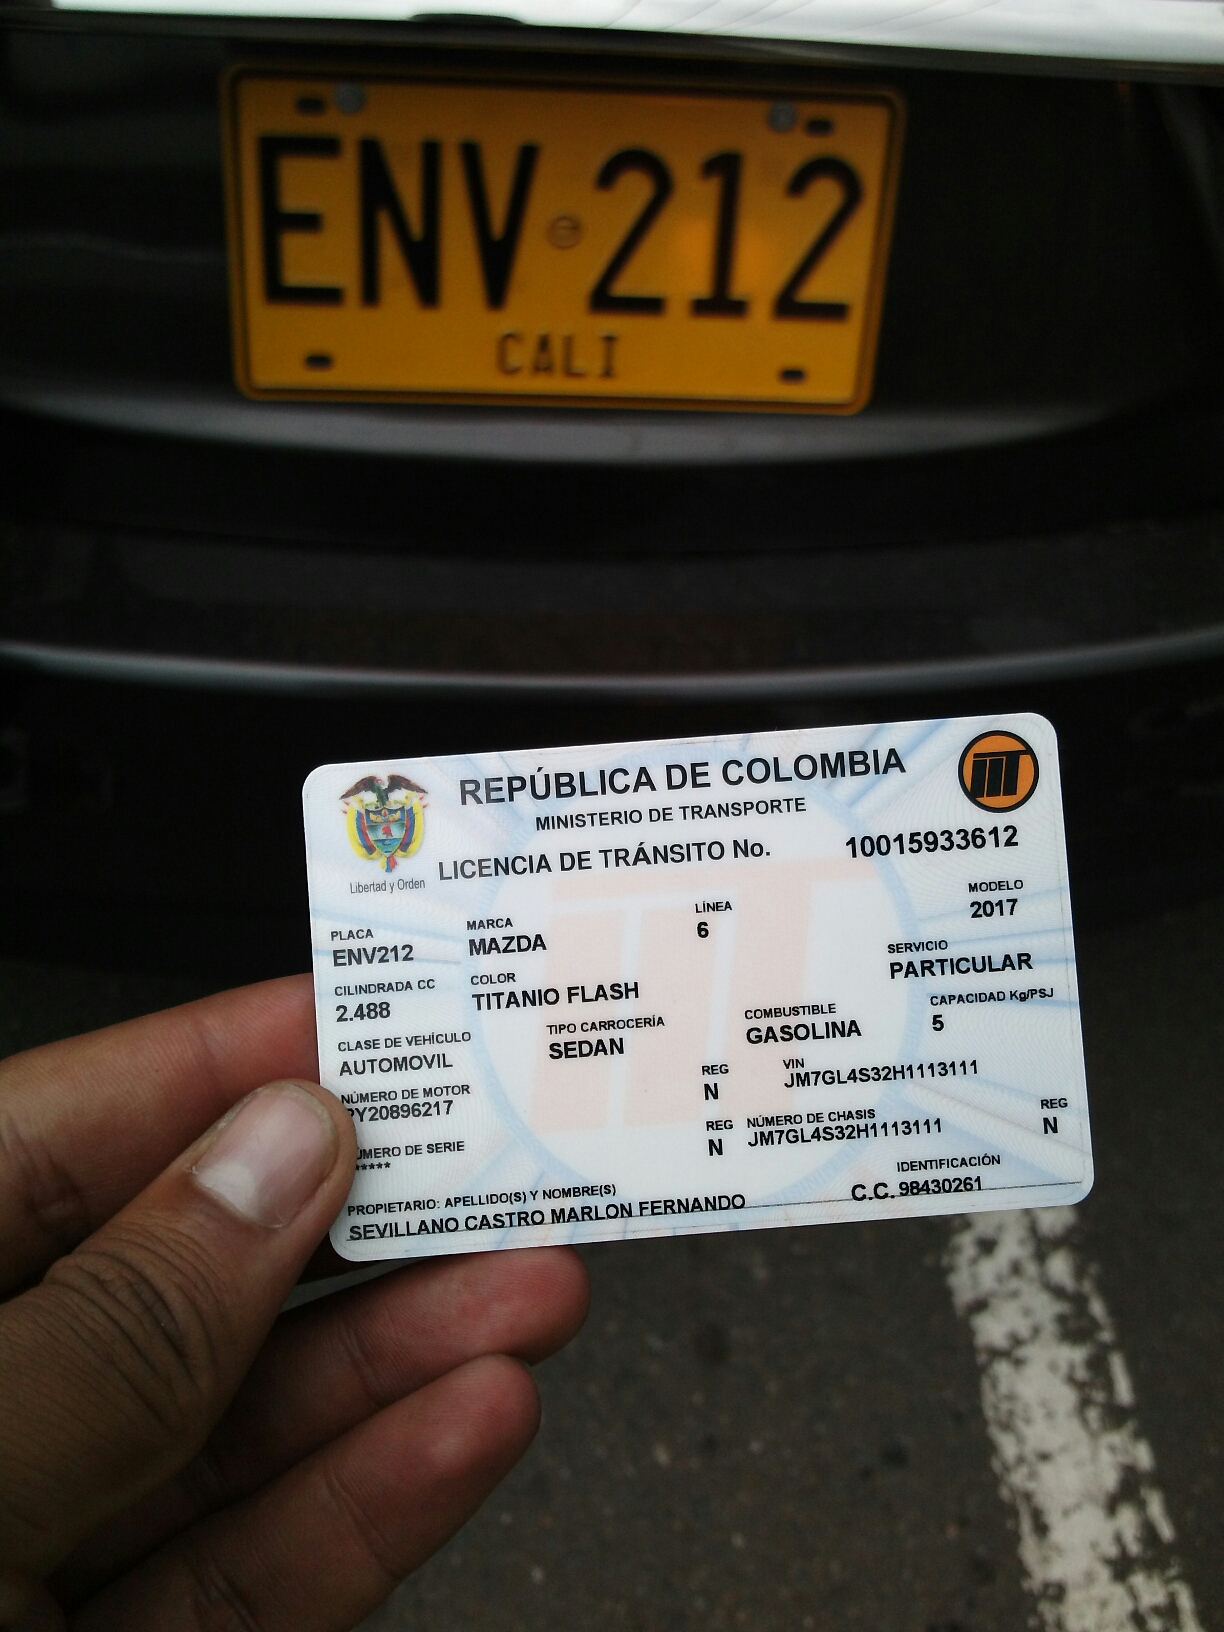 ENV 212
CALI
REPÚBLICA DE COLOMBIA
MINISTERIO DE TRANSPORTE
LICENCIA DE TRÁNSITO No. 10015933612
Libertad y Orden
PLACA MARCA LÍNEA MODELO
ENV212 MAZDA 6 2017
CILINDRADA CC COLOR SERVICIO
2.488 TITANIO FLASH PARTICULAR
CLASE DE VEHÍCULO TIPO CARROCERÍA COMBUSTIBLE CAPACIDAD Kg/PSJ
AUTOMOVIL SEDAN GASOLINA 5
NÚMERO DE MOTOR REG VIN
PY20896217 N JM7GL4S32H1113111
NÚMERO DE SERIE REG NÚMERO DE CHASIS REG
***** N JM7GL4S32H1113111 N
PROPIETARIO: APELLIDO(S) Y NOMBRE(S) IDENTIFICACIÓN
SEVILLANO CASTRO MARLON FERNANDO C.C. 98430261